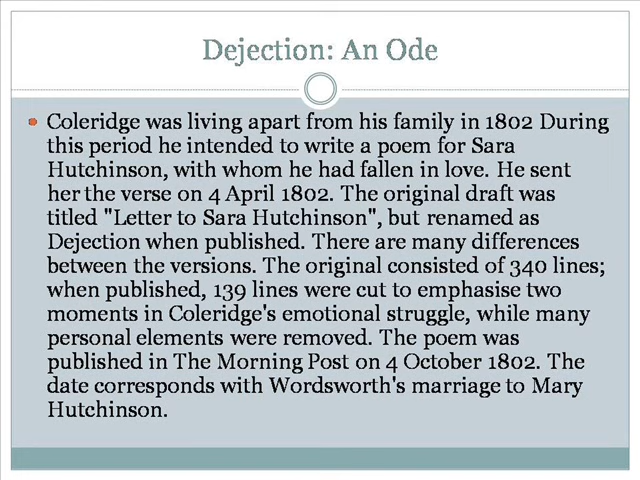 Dejection: An Ode
Coleridge was living apart from his family in 1802 During
this period he intended to write a poem for Sara
Hutchinson, with whom he had fallen in love. He sent
her the verse on 4 April 1802. The original draft was
titled "Letter to Sara Hutchinson", but renamed as
Dejection when published. There are many differences
between the versions. The original consisted of 340 lines;
when published, 139 lines were cut to emphasise two
moments in Coleridge's emotional struggle, while many
personal elements were removed. The poem was
published in The Morning Post on 4 October 1802. The
date corresponds with Wordsworth's marriage to Mary
Hutchinson.